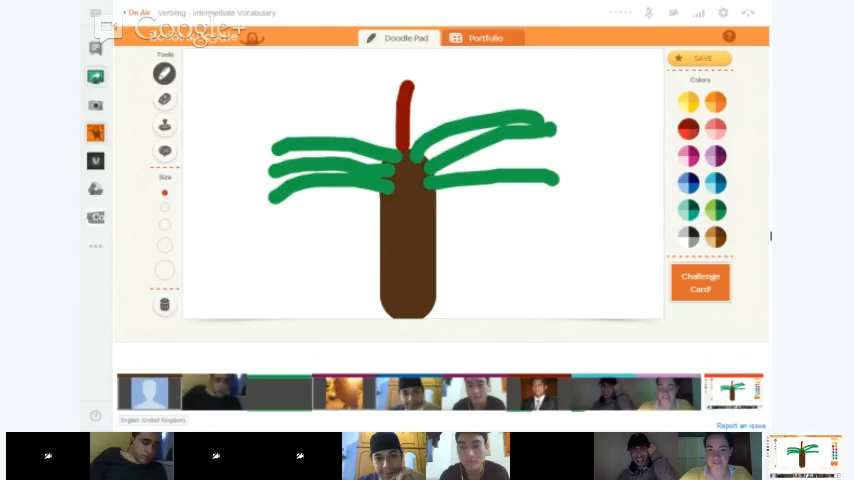 On Air Verbling - Intermediate Vocabulary
Google+
Doodle Pad
Portfolio
?
Tools
SAVE
Colors
Size
Challenge
Card!
Co
English (United Kingdom)
Report an issue